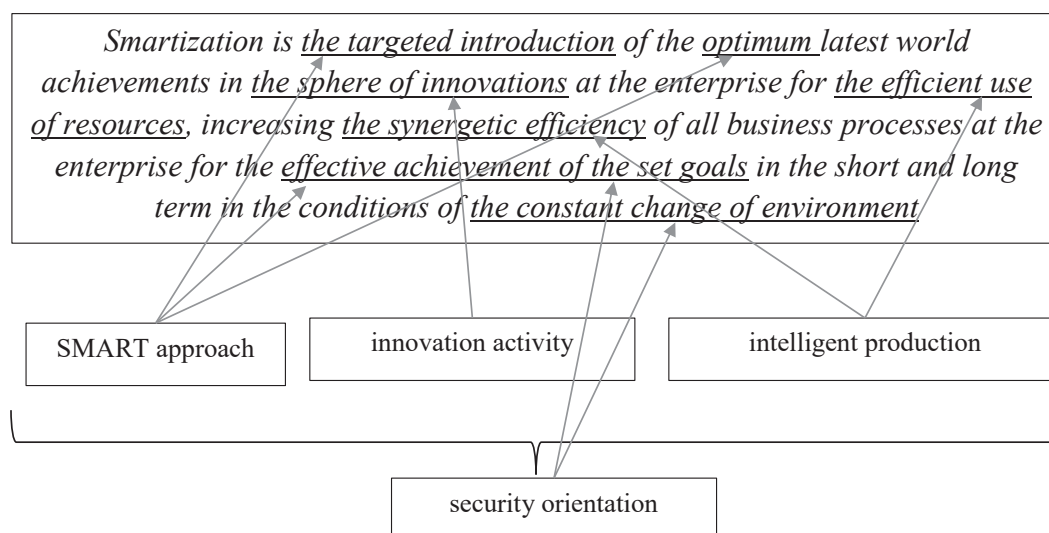 Smartization is the targeted introduction of the optimum latest world
achievements in the sphere of innovations at the enterprise for the efficient use
of resources, increasing the synergetic efficiency of all business processes at the
enterprise for the effective achievement of the set goals in the short and long
term in the conditions of the constant change of environment
SMART approach
innovation activity
intelligent production
security orientation